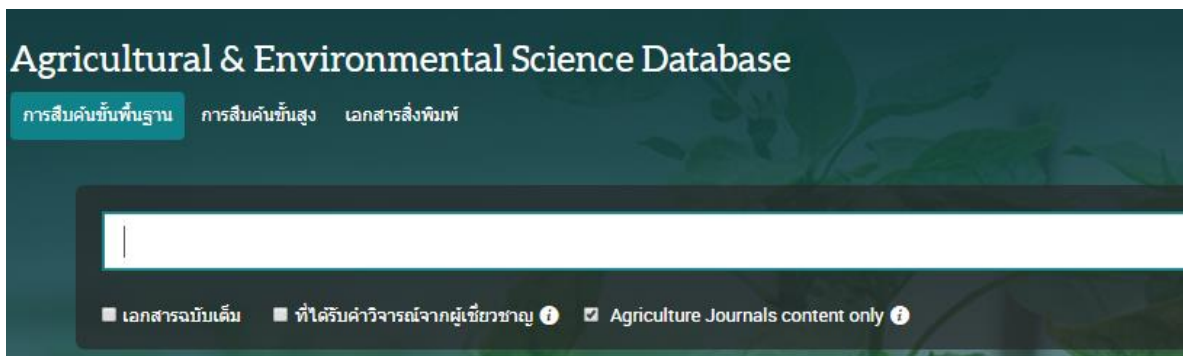 Agricultural & Environmental Science Database
การสืบค้นขั้นพื้นฐาน การสืบค้นขั้นสูง เอกสารสิ่งพิมพ์
เอกสารฉบับเต็ม ที่ได้รับคำวิจารณ์จากผู้เชี่ยวชาญ Agriculture Journals content only